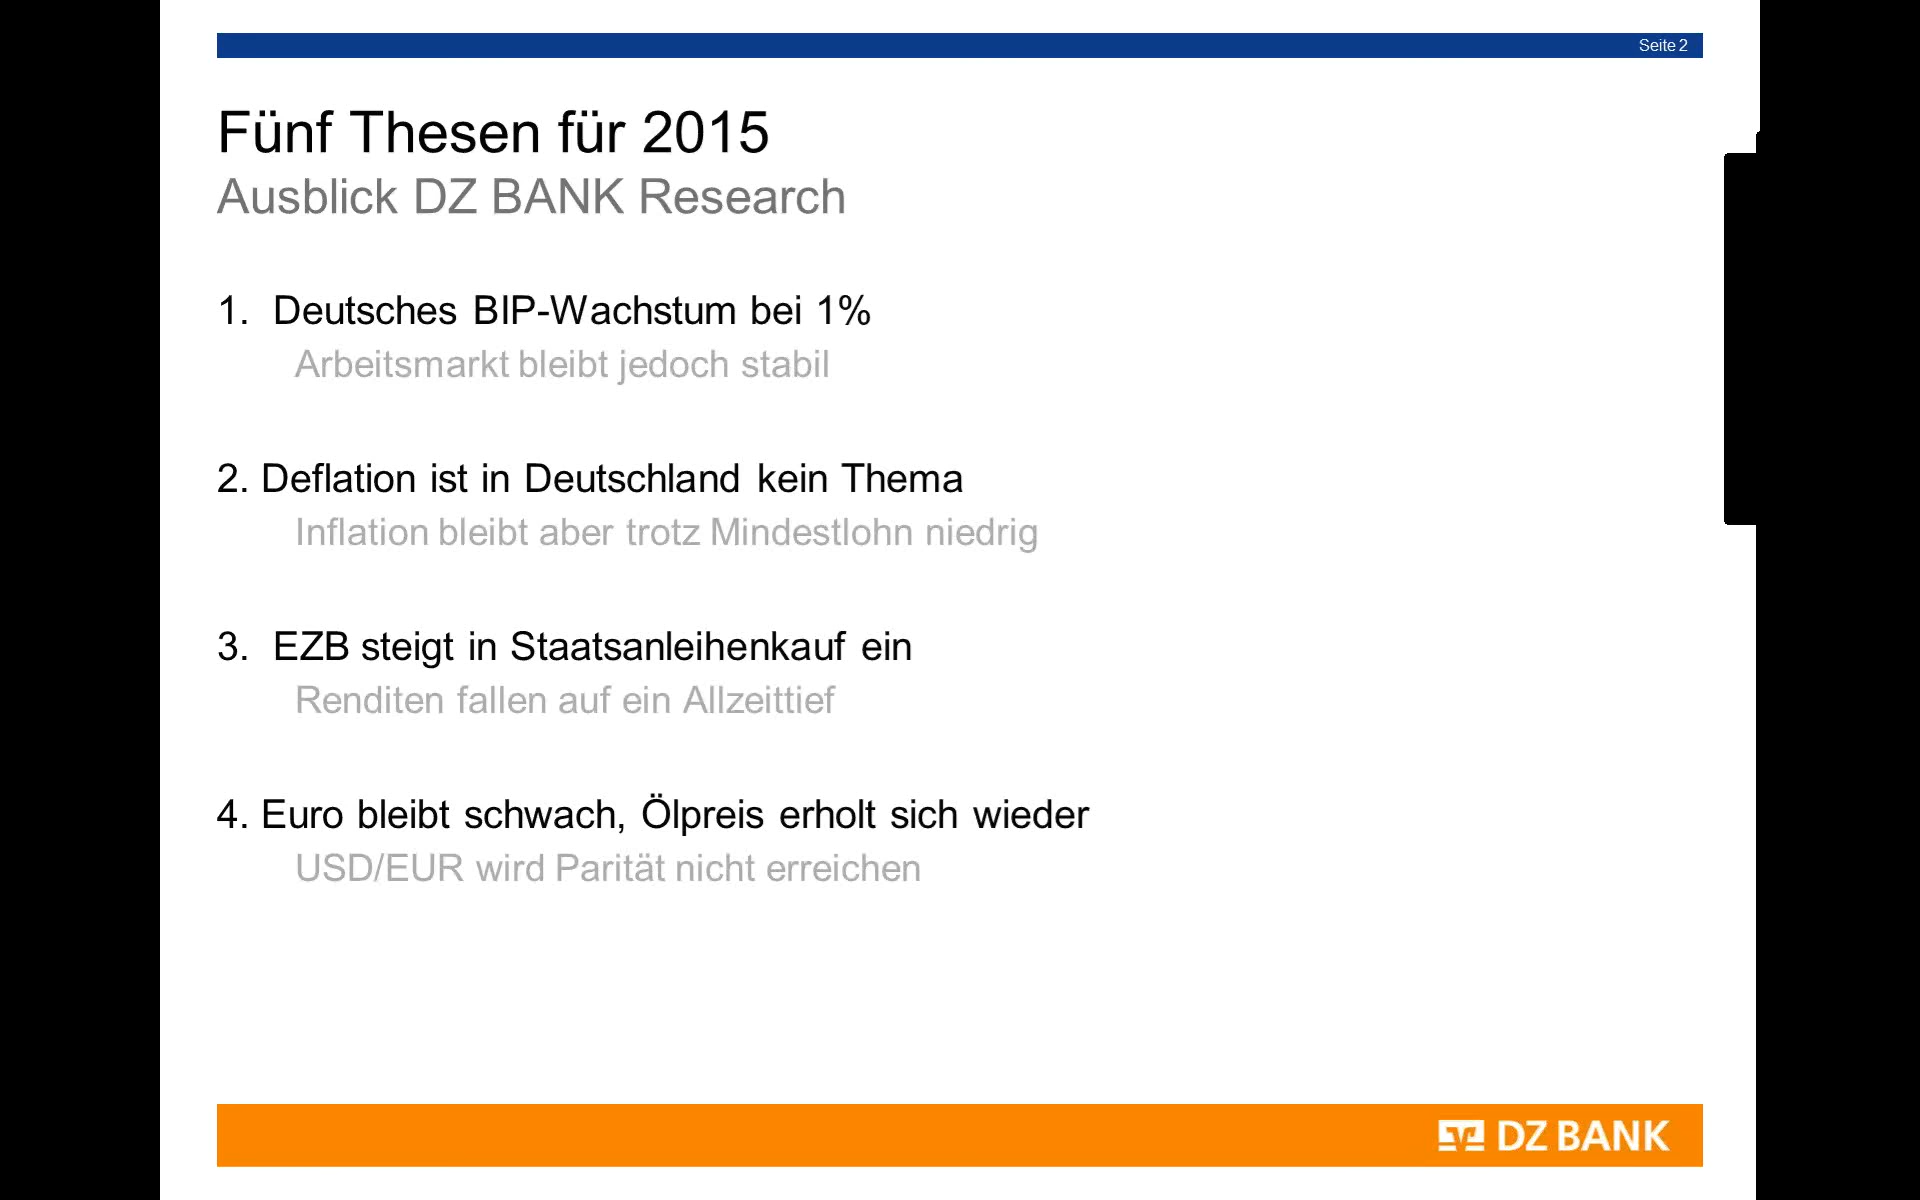 Seite 2
Fünf Thesen für 2015
Ausblick DZ BANK Research
1. Deutsches BIP-Wachstum bei 1%
Arbeitsmarkt bleibt jedoch stabil
2. Deflation ist in Deutschland kein Thema
Inflation bleibt aber trotz Mindestlohn niedrig
3. EZB steigt in Staatsanleihenkauf ein
Renditen fallen auf ein Allzeittief
4. Euro bleibt schwach, Ölpreis erholt sich wieder
USD/EUR wird Parität nicht erreichen
DZ BANK